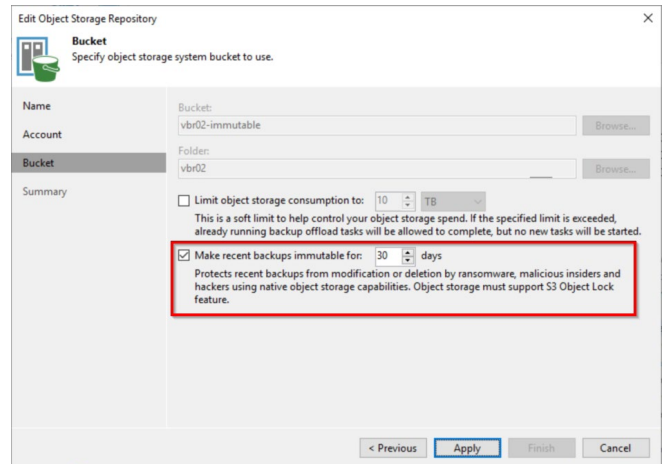 Edit Object Storage Repository
Bucket
Specify object storage system bucket to use.
Name
Account
Bucket
Summary
Bucket:
vbr02-immutable
Browse...
Folder:
vbr02
Browse...
Limit object storage consumption to: 10 TB
This is a soft limit to help control your object storage spend. If the specified limit is exceeded,
already running backup offload tasks will be allowed to complete, but no new tasks will be started.
Make recent backups immutable for: 30 days
Protects recent backups from modification or deletion by ransomware, malicious insiders and
hackers using native object storage capabilities. Object storage must support S3 Object Lock
feature.
< Previous
Apply
Finish
Cancel